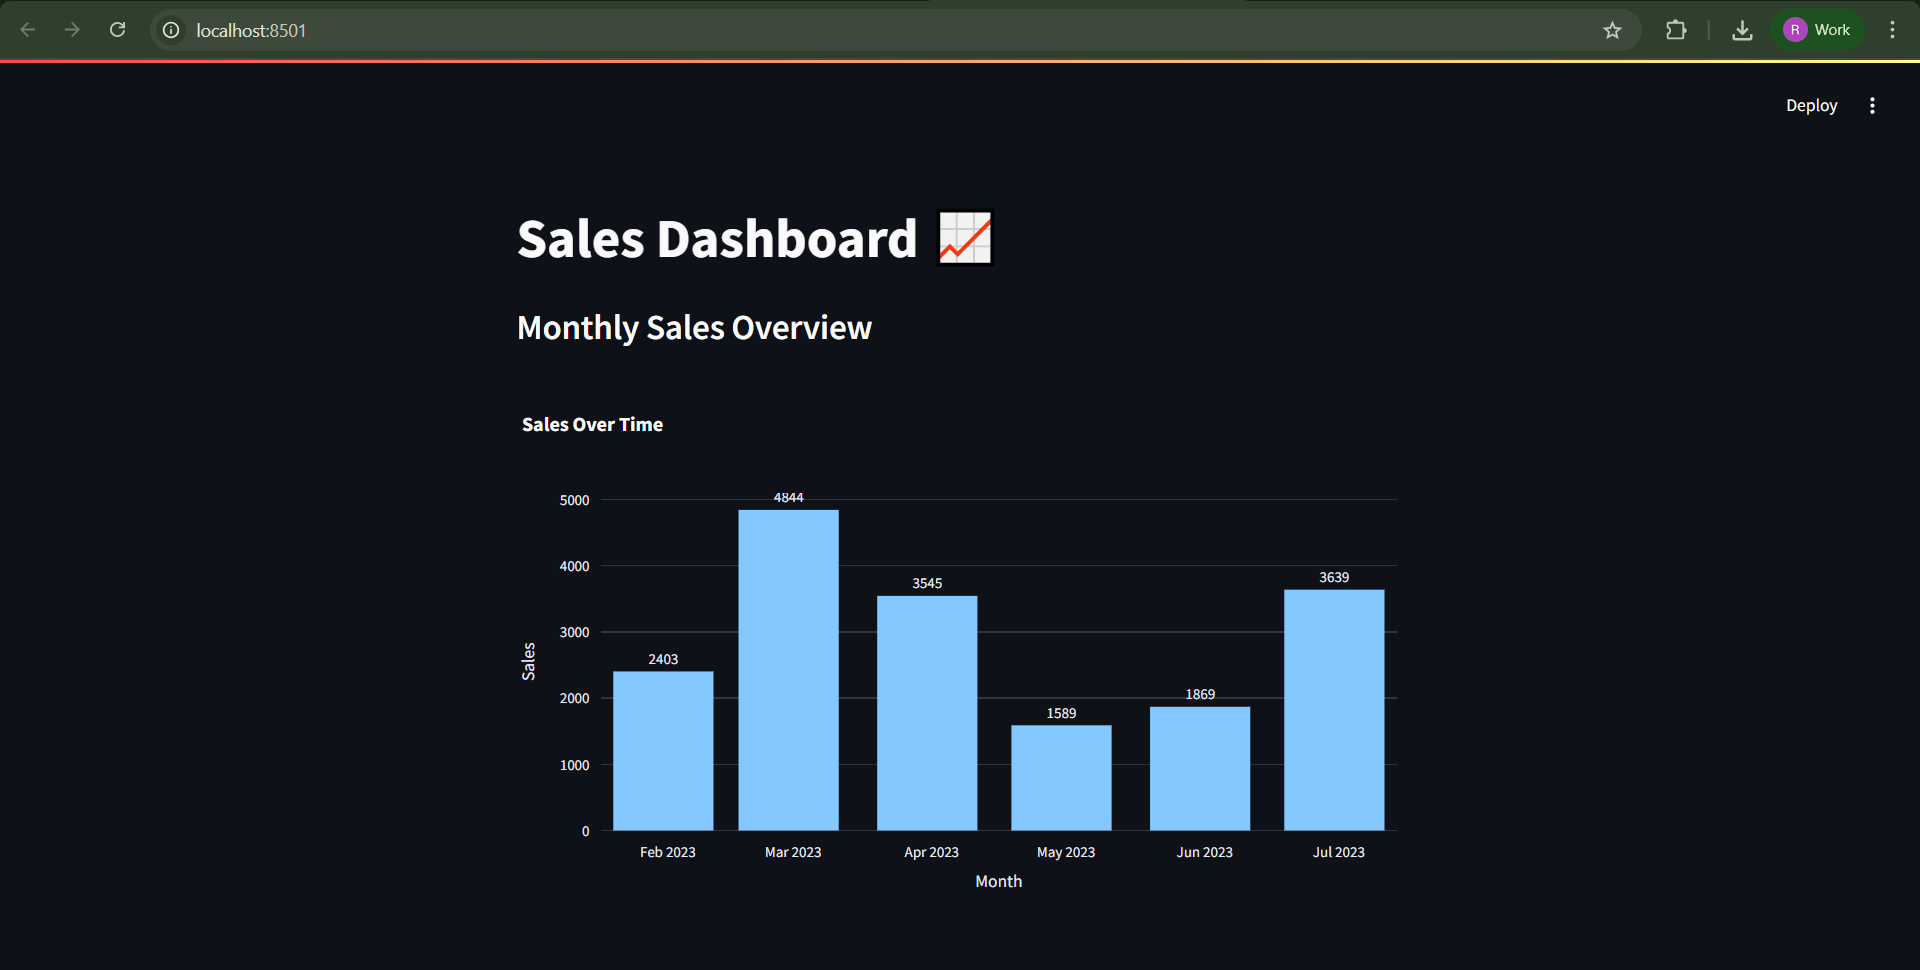 localhost:8501
R Work
Deploy
Sales Dashboard 📈
Monthly Sales Overview
Sales Over Time
5000
4000
3000
2000
1000
0
Sales
2403
4844
3545
1589
1869
3639
Feb 2023 Mar 2023 Apr 2023 May 2023 Jun 2023 Jul 2023
Month